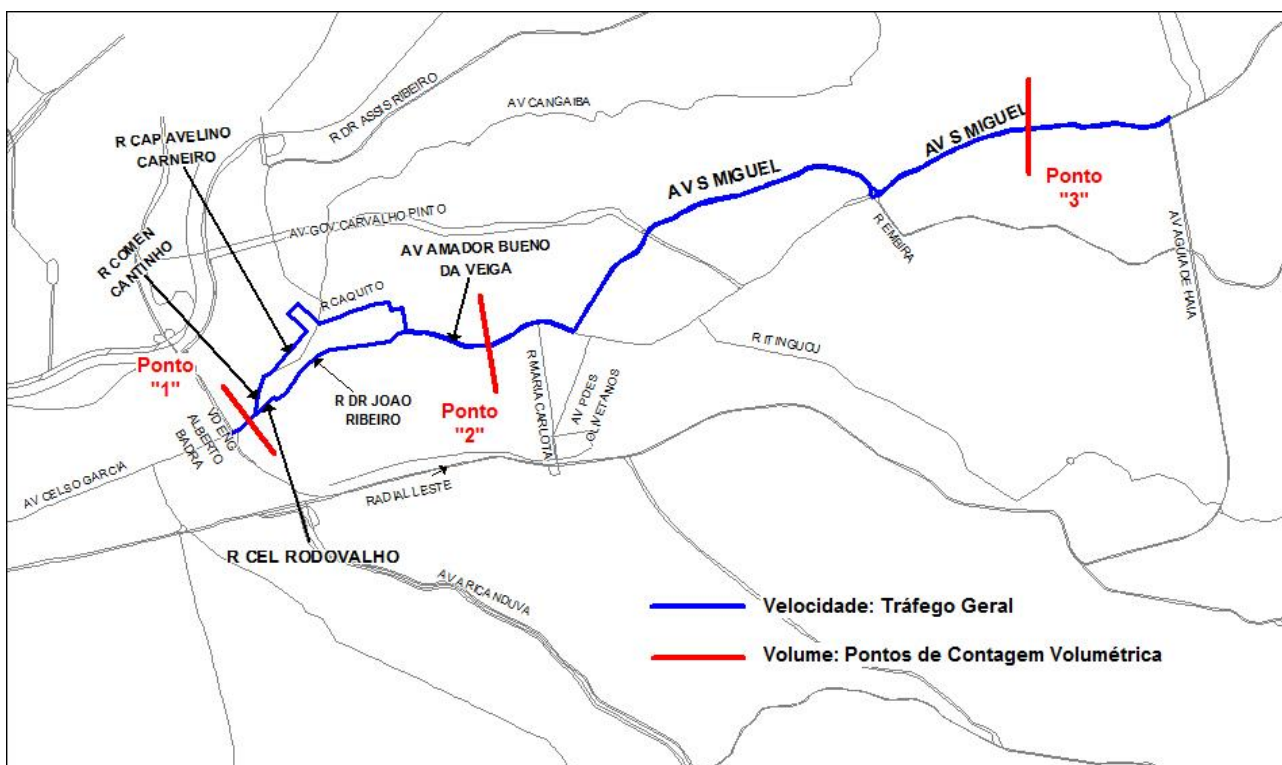 R DR ASSIS RIBEIRO
AV CANGAIBA
R CAP AVELINO
CARNEIRO
AV S MIGUEL
AV S MIGUEL
Ponto
"3"
AV GOV CARVALHO PINTO
R COMEN
CANTINHO
AV AMADOR BUENO
DA VEIGA
R EMBIRA
AV AGUIA DE HAIA
R CAQUITO
R ITINGUCU
Ponto
"1"
R DR JOAO
RIBEIRO
Ponto
"2"
R MARIA CARLOTA
AV PDES
OLIVETANOS
VD ENG
ALBERTO
BADRA
AV CELSO GARCIA
RADIAL LESTE
R CEL RODOVALHO
AV ARICANDUVA
Velocidade: Tráfego Geral
Volume: Pontos de Contagem Volumétrica